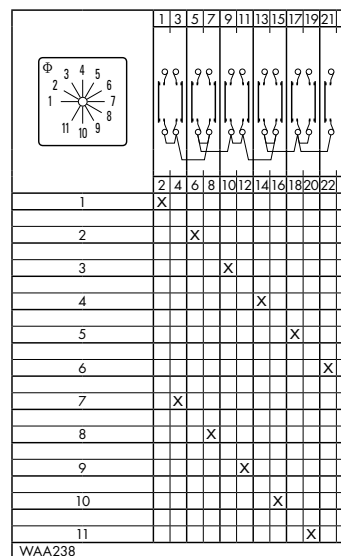 1 3 5 7 9 11 13 15 17 19 21
Φ
3 4 5
2 6
1 7
8
11 10 9
2 4 6 8 10 12 14 16 18 20 22
1 X
2 X
3 X
4 X
5 X
6 X
7 X
8 X
9 X
10 X
11 X
WAA238